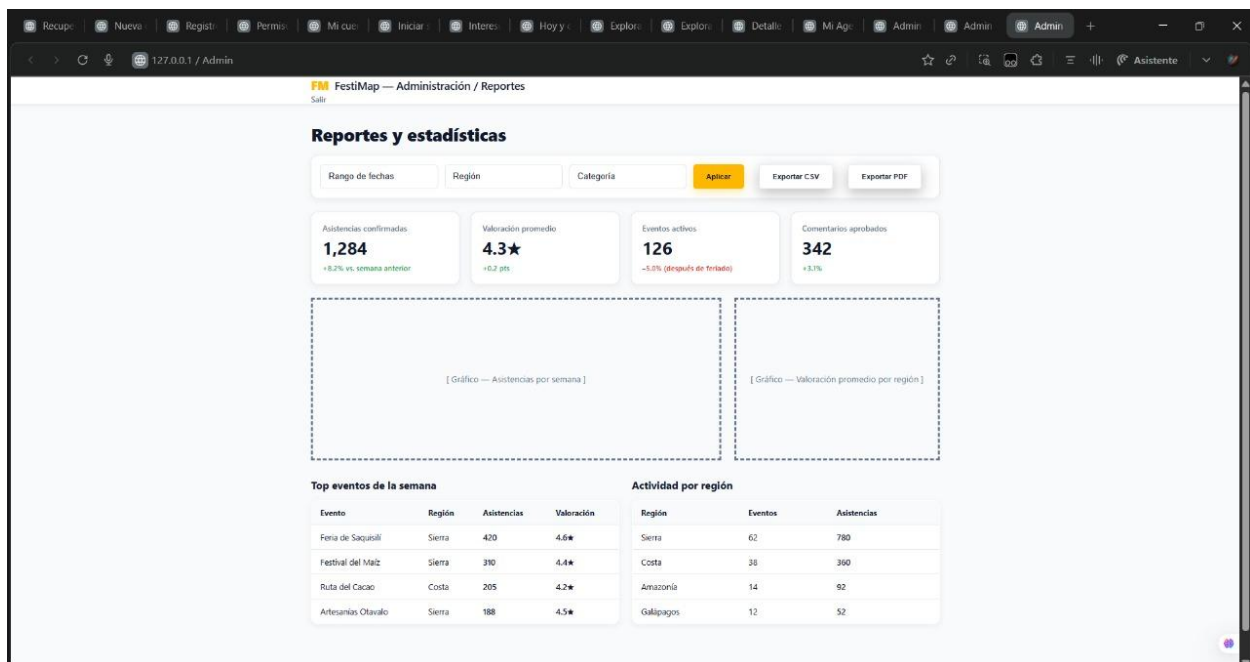 Recupe Nueva Registr Permis Mi cue Iniciar Interes Hoy y Explora Explora Detalle Mi Age Admin Admin Admin
127.0.0.1 / Admin Asistente
FM FestiMap — Administración / Reportes
Salir
Reportes y estadísticas
Rango de fechas Región Categoría Aplicar Exportar CSV Exportar PDF
Asistencias confirmadas Valoración promedio Eventos activos Comentarios aprobados
1,284 4.3★ 126 342
+8.2% vs. semana anterior +0.2 pts −5.0% (después de feriado) +3.1%
[ Gráfico — Asistencias por semana ] [ Gráfico — Valoración promedio por región ]
Top eventos de la semana Actividad por región
Evento Región Asistencias Valoración Región Eventos Asistencias
Feria de Saquisilí Sierra 420 4.6★ Sierra 62 780
Festival del Maíz Sierra 310 4.4★ Costa 38 360
Ruta del Cacao Costa 205 4.2★ Amazonía 14 92
Artesanías Otavalo Sierra 188 4.5★ Galápagos 12 52